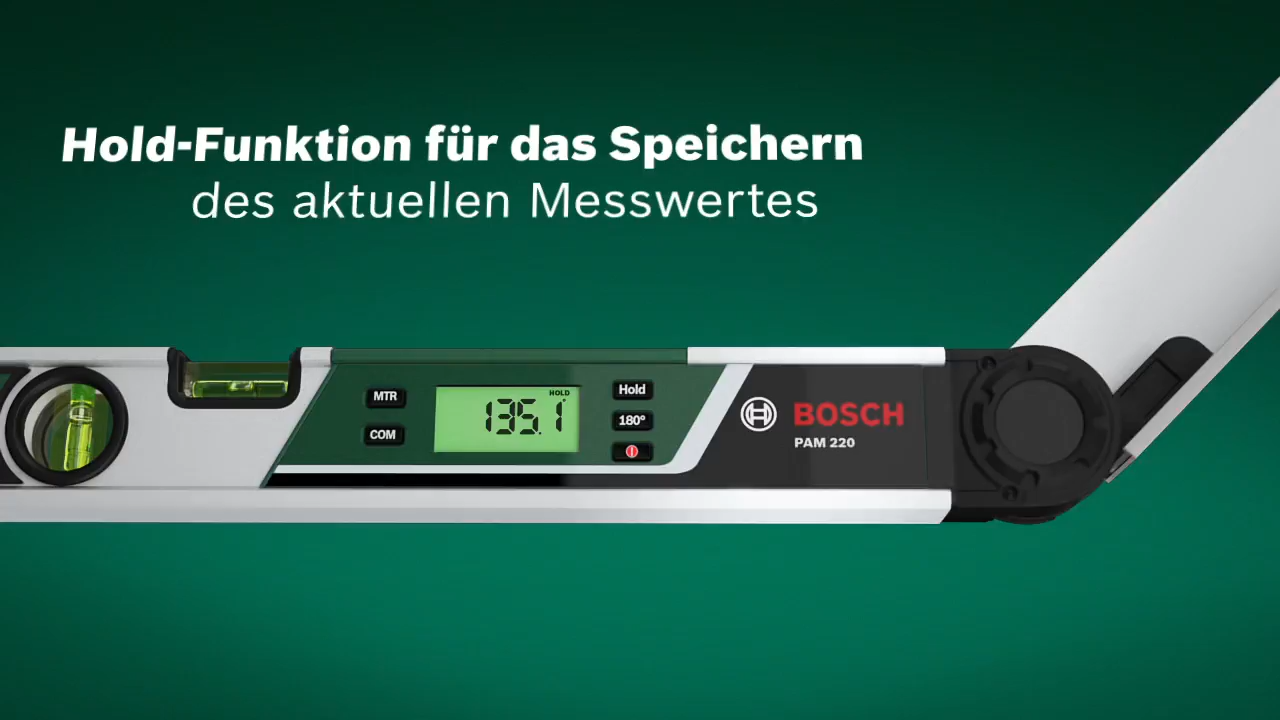 Hold-Funktion für das Speichern
des aktuellen Messwertes
MTR
COM
HOLD
135.1°
Hold
180°
BOSCH
PAM 220